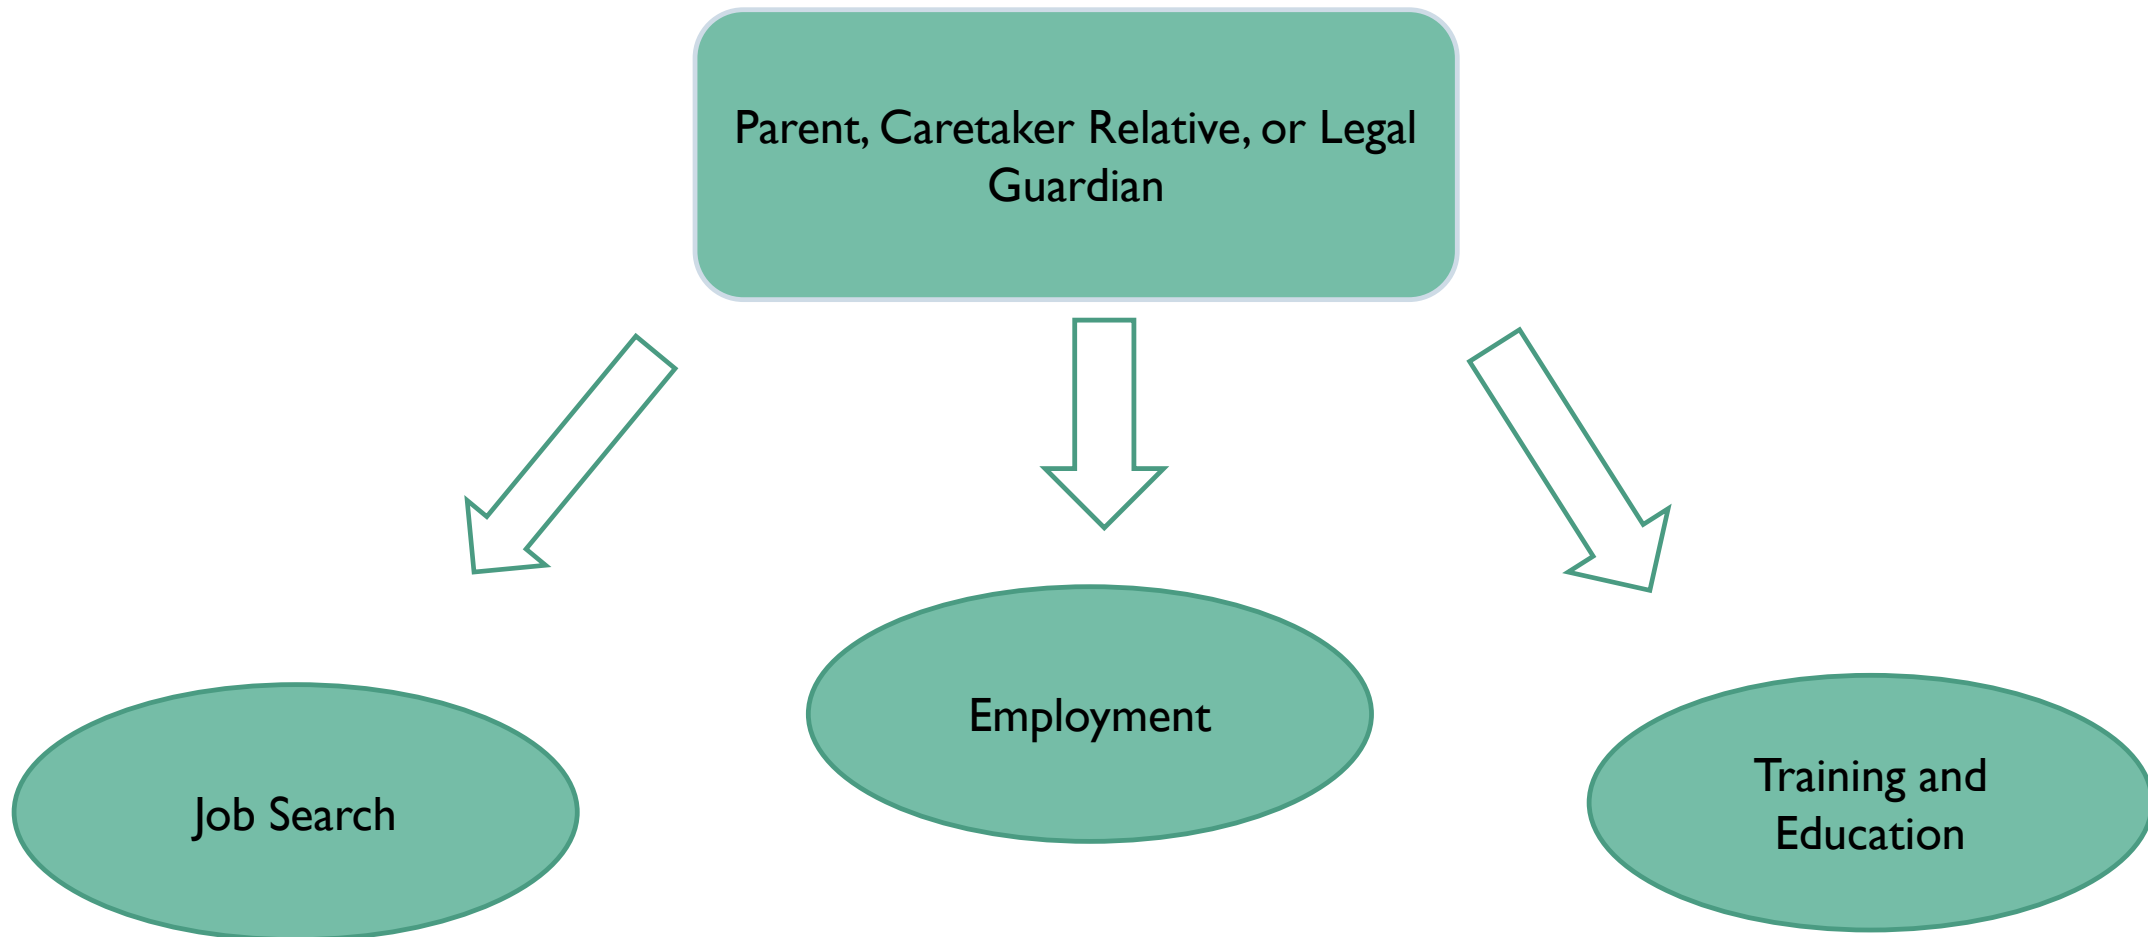 Parent, Caretaker Relative, or Legal
Guardian
Employment
Job Search
Training and
Education